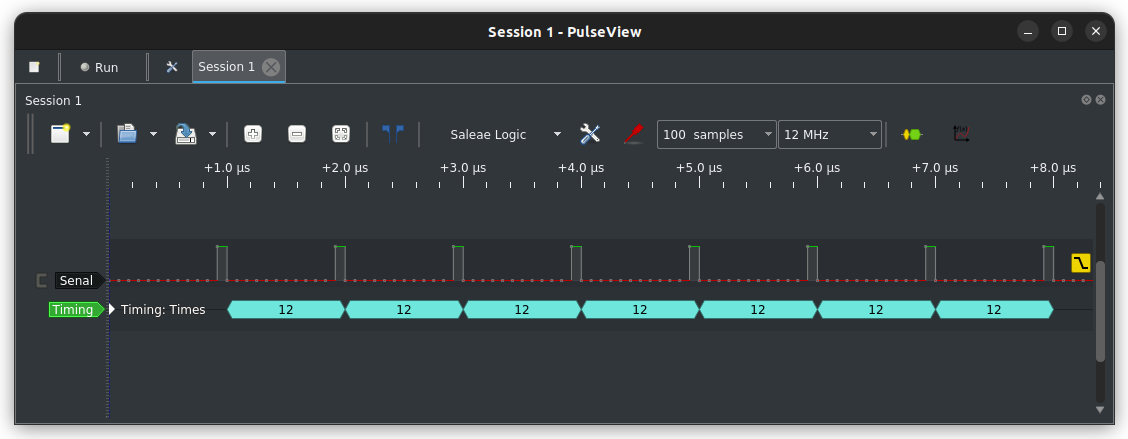 Session 1 - PulseView
Run
Session 1
Session 1
Saleae Logic
100 samples
12 MHz
+1.0 µs +2.0 µs +3.0 µs +4.0 µs +5.0 µs +6.0 µs +7.0 µs +8.0 µs
Senal
Timing Timing: Times 12 12 12 12 12 12 12